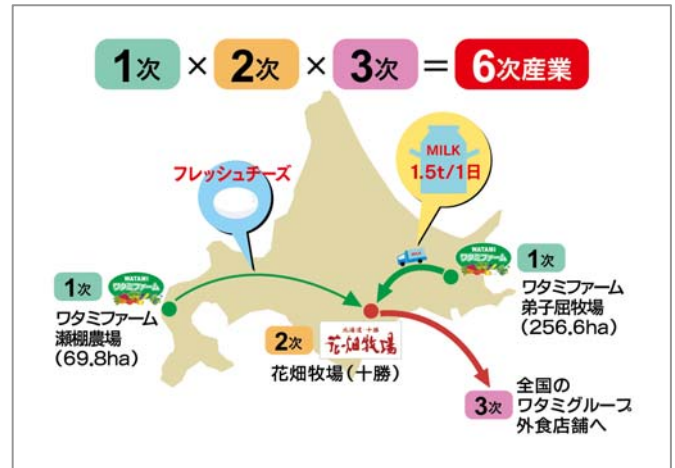 1次 × 2次 × 3次 = 6次産業
フレッシュチーズ
MILK
1.5t/1日
1次
WATAMI
ワタミファーム
ワタミファーム
瀬棚農場
(69.8ha)
WATAMI
ワタミファーム
1次
ワタミファーム
弟子屈牧場
(256.6ha)
2次
北海道・十勝
花畑牧場
花畑牧場(十勝)
3次
全国の
ワタミグループ
外食店舗へ